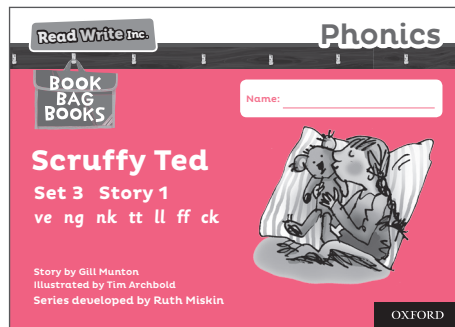 Read Write Inc.
Phonics
BOOK
BAG
BOOKS
Name:
Scruffy Ted
Set 3 Story 1
ve ng nk tt ll ff ck
Story by Gill Munton
Illustrated by Tim Archbold
Series developed by Ruth Miskin
OXFORD